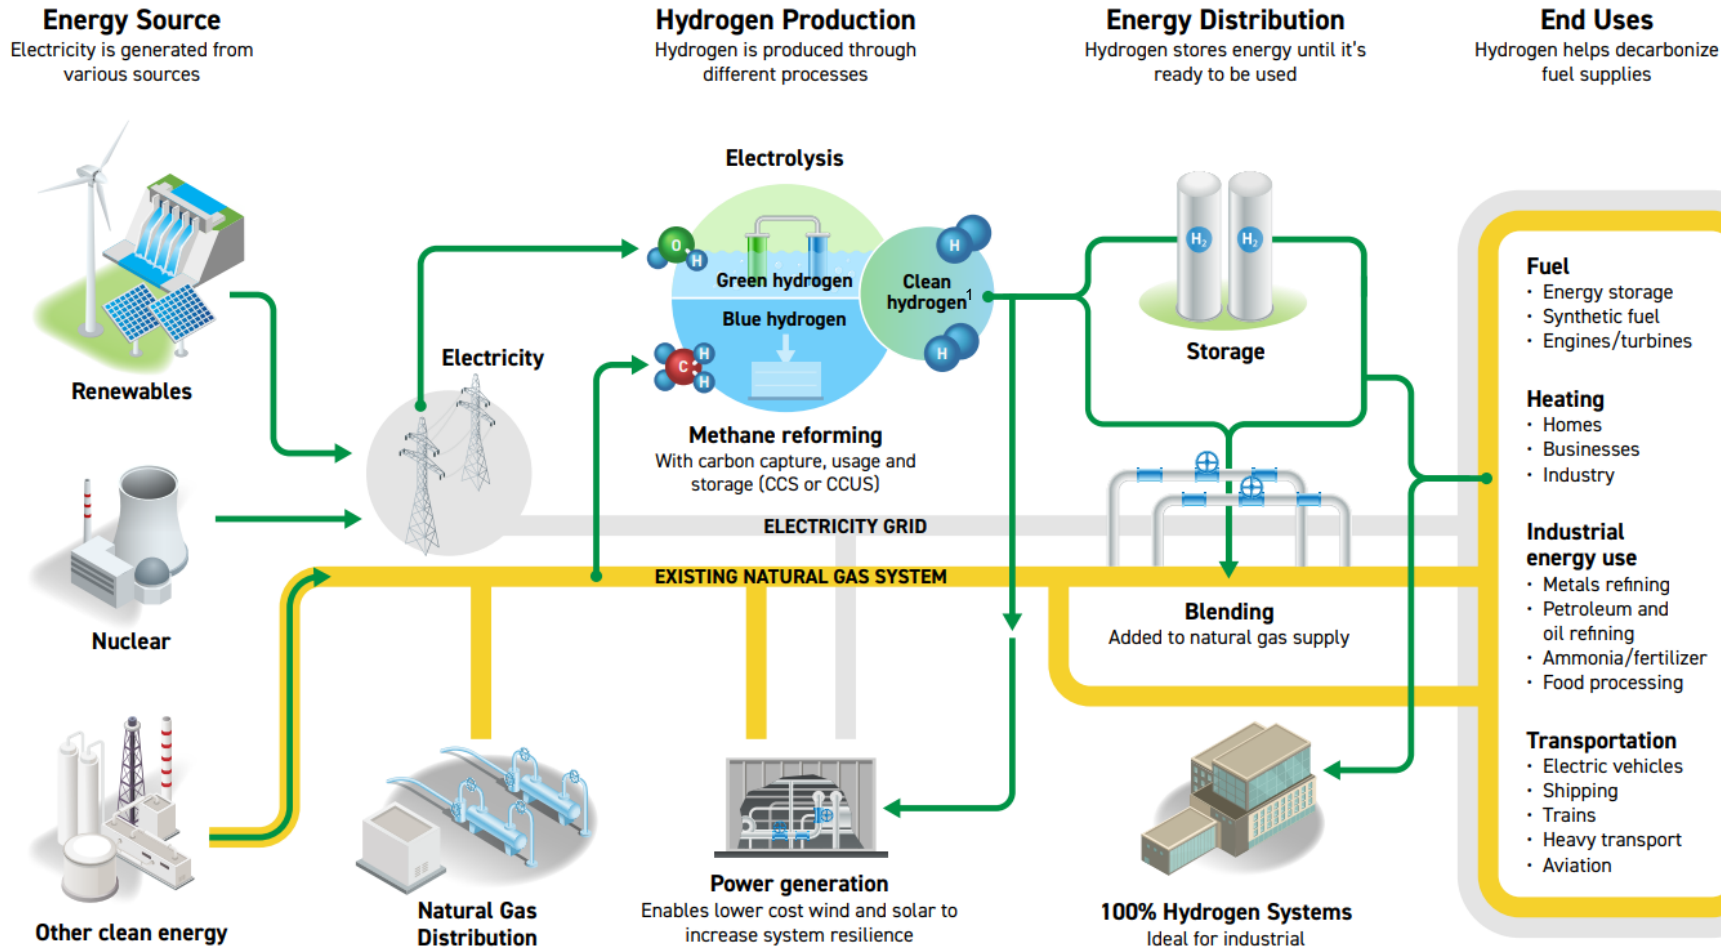 Energy Source
Electricity is generated from
various sources
Hydrogen Production
Hydrogen is produced through
different processes
Energy Distribution
Hydrogen stores energy until it's
ready to be used
End Uses
Hydrogen helps decarbonize
fuel supplies
Renewables
Nuclear
Other clean energy
Electricity
Electrolysis
O
H
Green hydrogen
Clean
hydrogen¹
H
H
Blue hydrogen
C
H
H
Methane reforming
With carbon capture, usage and
storage (CCS or CCUS)
ELECTRICITY GRID
EXISTING NATURAL GAS SYSTEM
Natural Gas
Distribution
Power generation
Enables lower cost wind and solar to
increase system resilience
H₂
H₂
Storage
Blending
Added to natural gas supply
100% Hydrogen Systems
Ideal for industrial
Fuel
· Energy storage
· Synthetic fuel
· Engines/turbines
Heating
· Homes
· Businesses
· Industry
Industrial
energy use
· Metals refining
· Petroleum and
oil refining
· Ammonia/fertilizer
· Food processing
Transportation
· Electric vehicles
· Shipping
· Trains
· Heavy transport
· Aviation